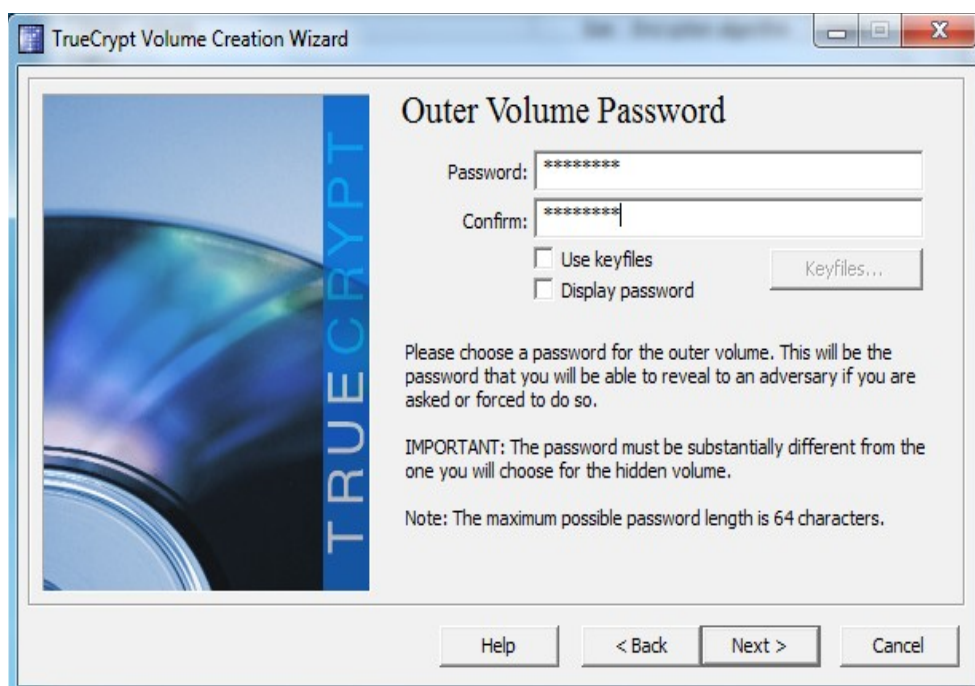 TrueCrypt Volume Creation Wizard
Outer Volume Password
Password: ********
Confirm: ********
Use keyfiles
Keyfiles...
Display password
TRUECRYPT
Please choose a password for the outer volume. This will be the
password that you will be able to reveal to an adversary if you are
asked or forced to do so.
IMPORTANT: The password must be substantially different from the
one you will choose for the hidden volume.
Note: The maximum possible password length is 64 characters.
Help
< Back
Next >
Cancel